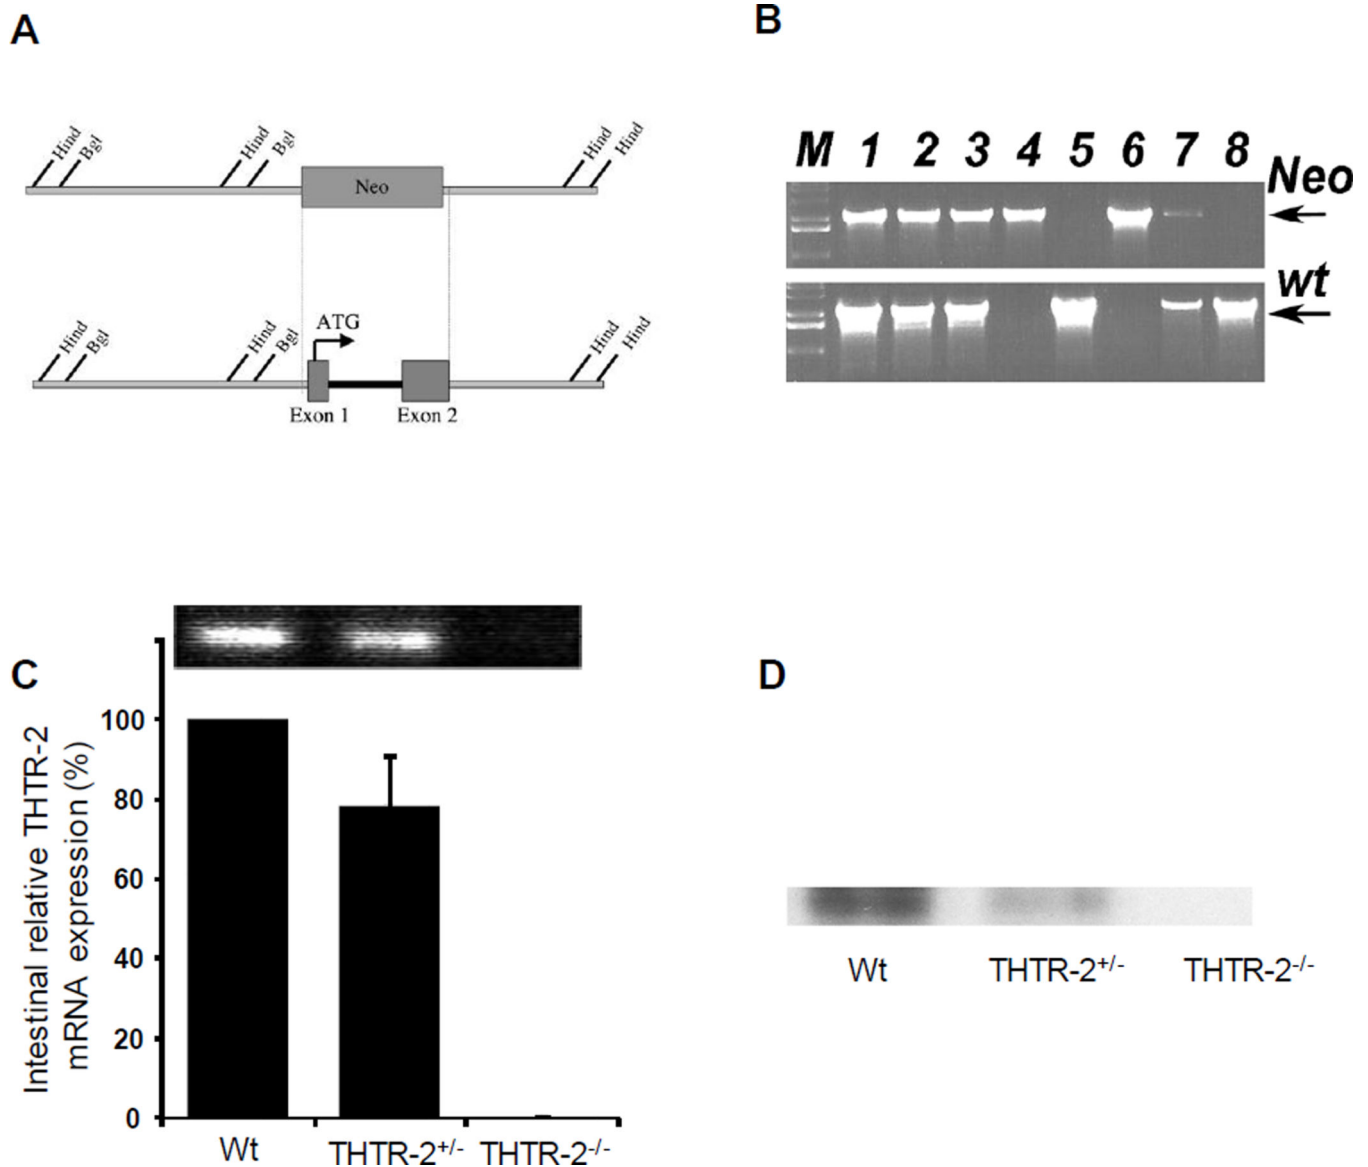 A
Hind
Bgl
Hind
Bgl
Hind
Hind
Neo
Hind
Bgl
Hind
Bgl
ATG
Hind
Hind
Exon 1
Exon 2
B
M 1 2 3 4 5 6 7 8
Neo
wt
C
Intestinal relative THTR-2
mRNA expression (%)
100
80
60
40
20
0
Wt
THTR-2+/-
THTR-2-/-
D
Wt
THTR-2+/-
THTR-2-/-